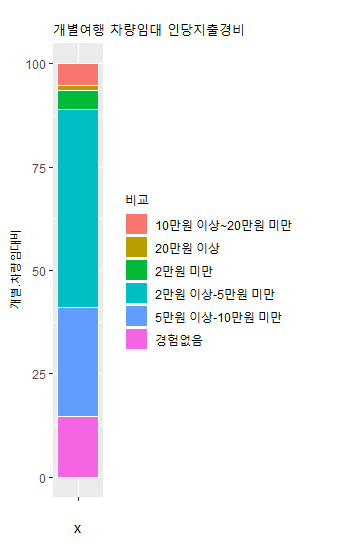 개별여행 차량임대 인당지출경비
100
75
50
25
0
개별.차량임대비
x
비교
10만원 이상~20만원 미만
20만원 이상
2만원 미만
2만원 이상-5만원 미만
5만원 이상-10만원 미만
경험없음